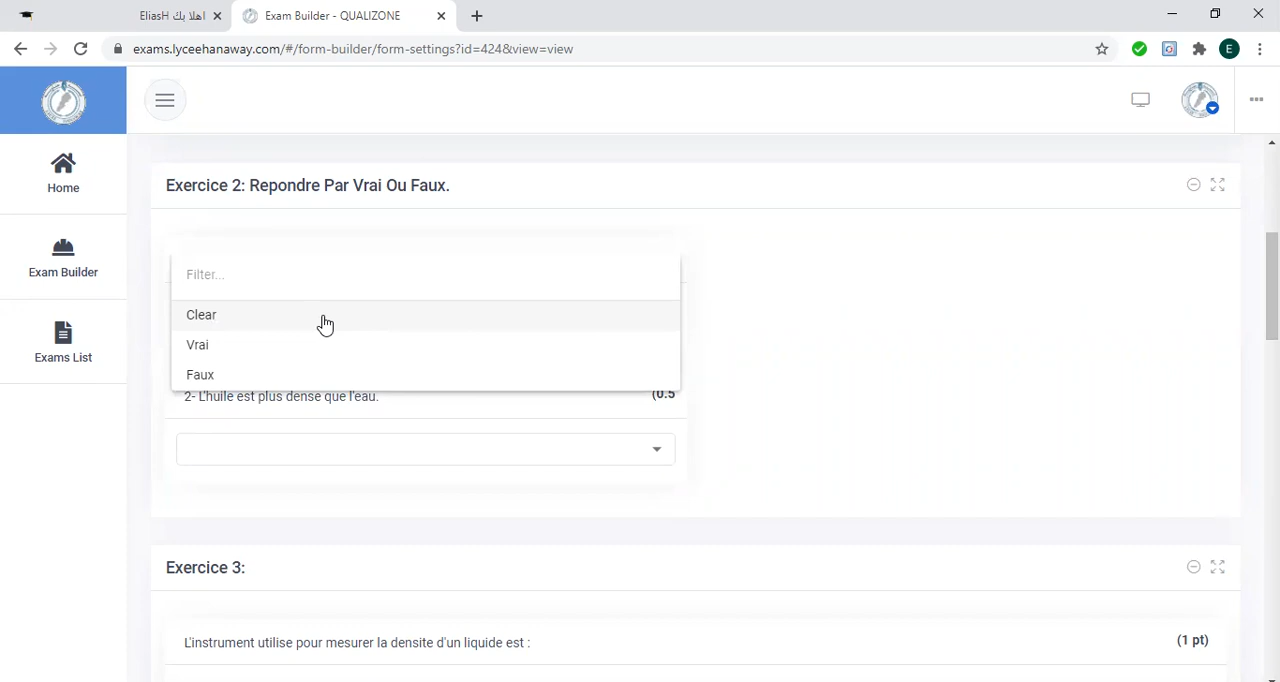 اهلا بك EliasH
Exam Builder - QUALIZONE
exams.lyceehanaway.com/#/form-builder/form-settings?id=424&view=view
E
Home
Exam Builder
Exams List
Exercice 2: Repondre Par Vrai Ou Faux.
Filter...
Clear
Vrai
Faux
2- L'huile est plus dense que l'eau. (0.5
Exercice 3:
L'instrument utilise pour mesurer la densite d'un liquide est : (1 pt)